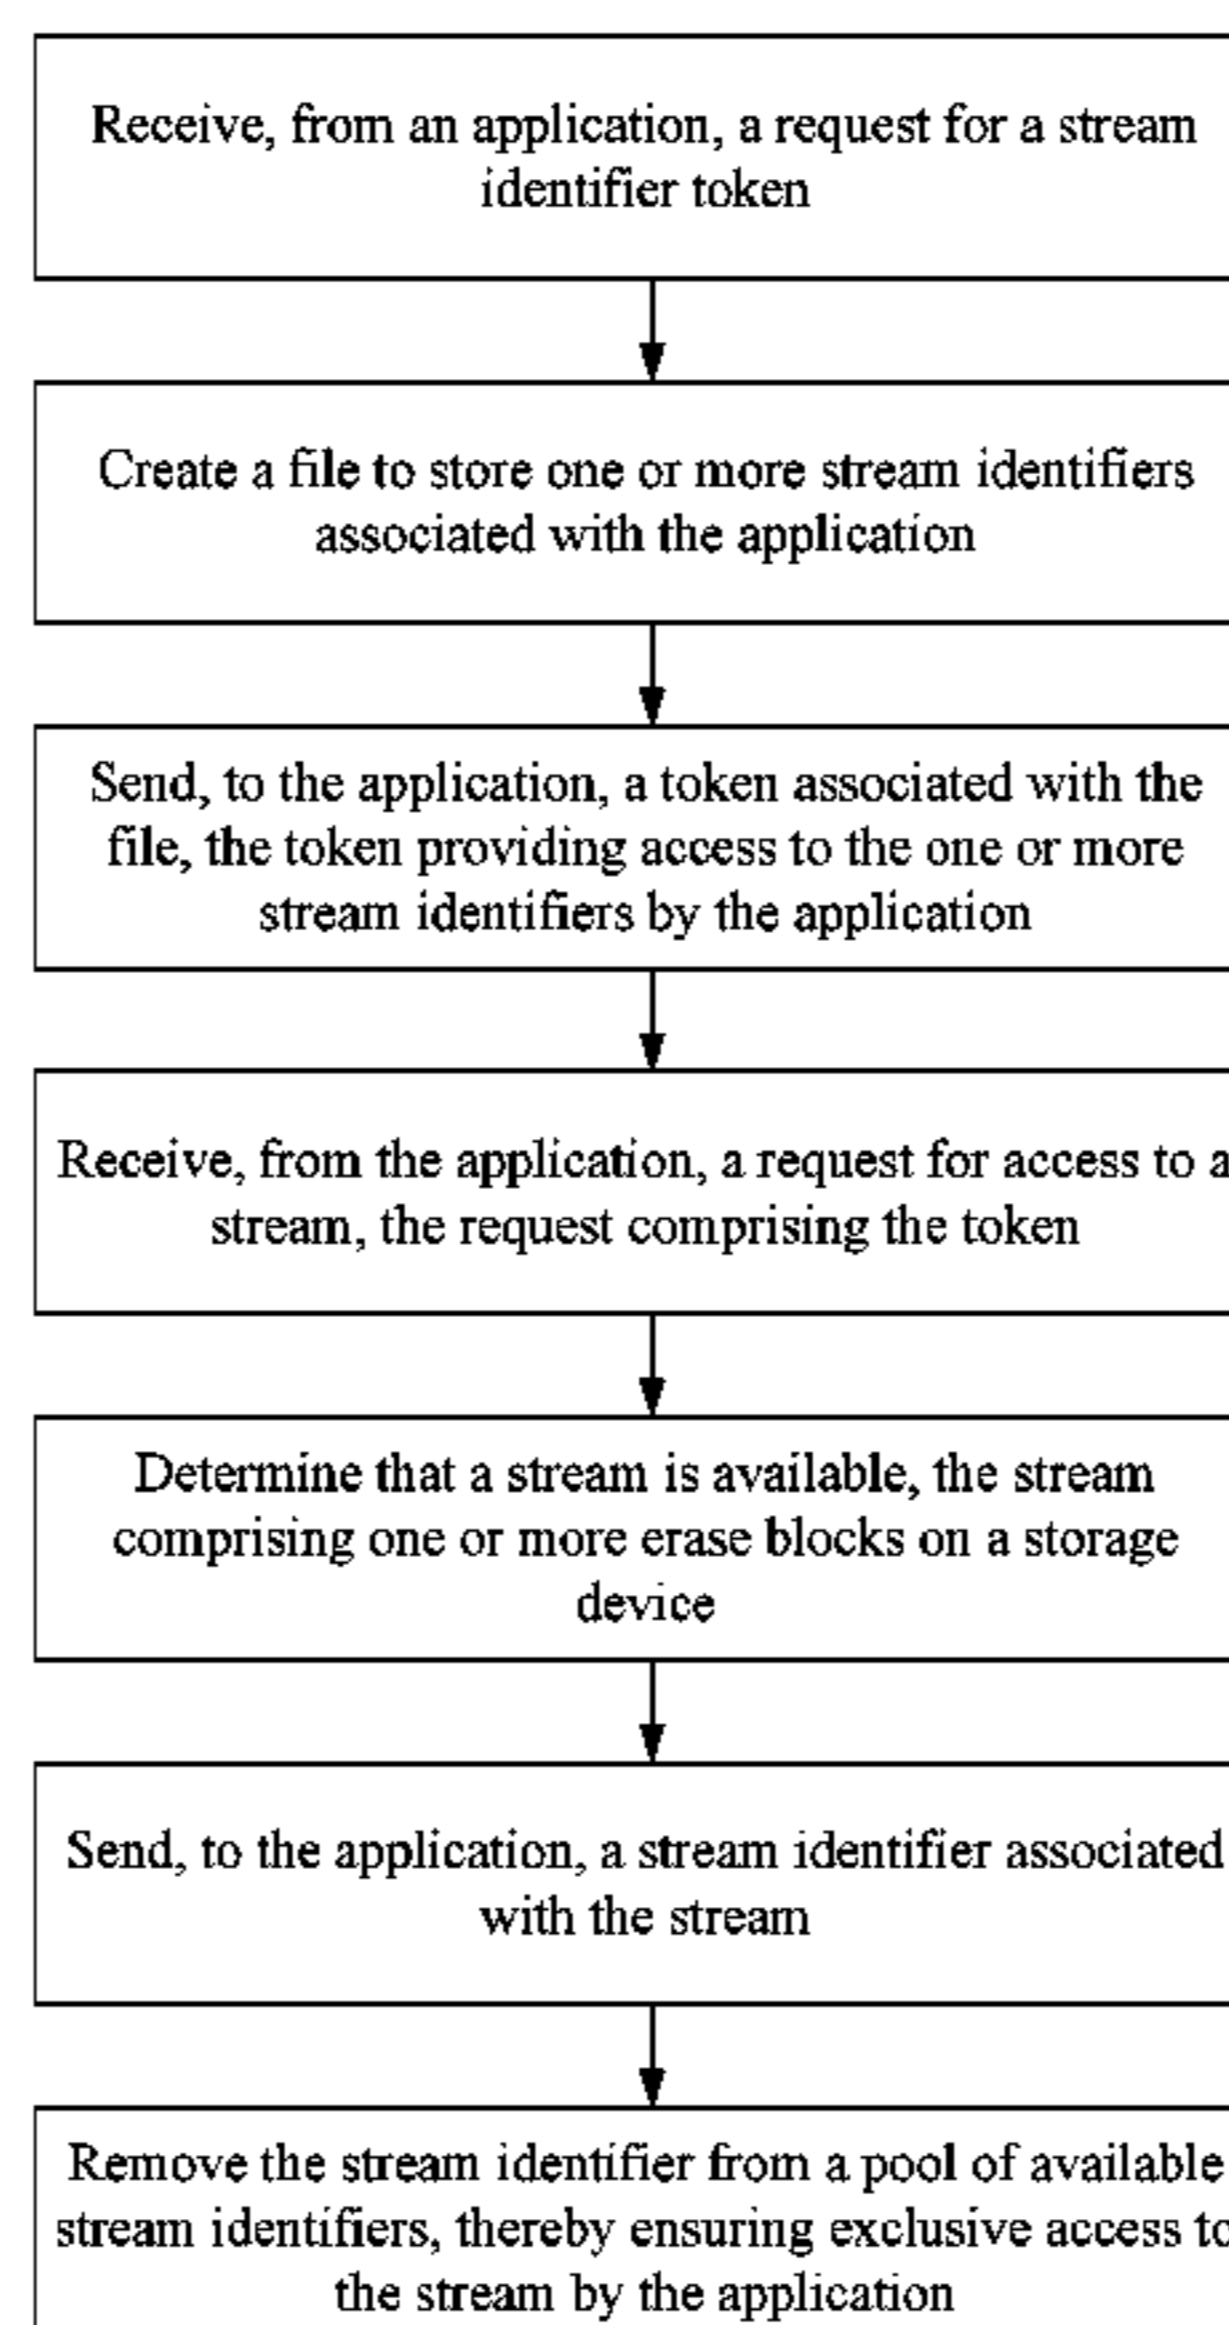 Receive, from an application, a request for a stream
identifier token
Create a file to store one or more stream identifiers
associated with the application
Send, to the application, a token associated with the
file, the token providing access to the one or more
stream identifiers by the application
Receive, from the application, a request for access to a
stream, the request comprising the token
Determine that a stream is available, the stream
comprising one or more erase blocks on a storage
device
Send, to the application, a stream identifier associated
with the stream
Remove the stream identifier from a pool of available
stream identifiers, thereby ensuring exclusive access to
the stream by the application